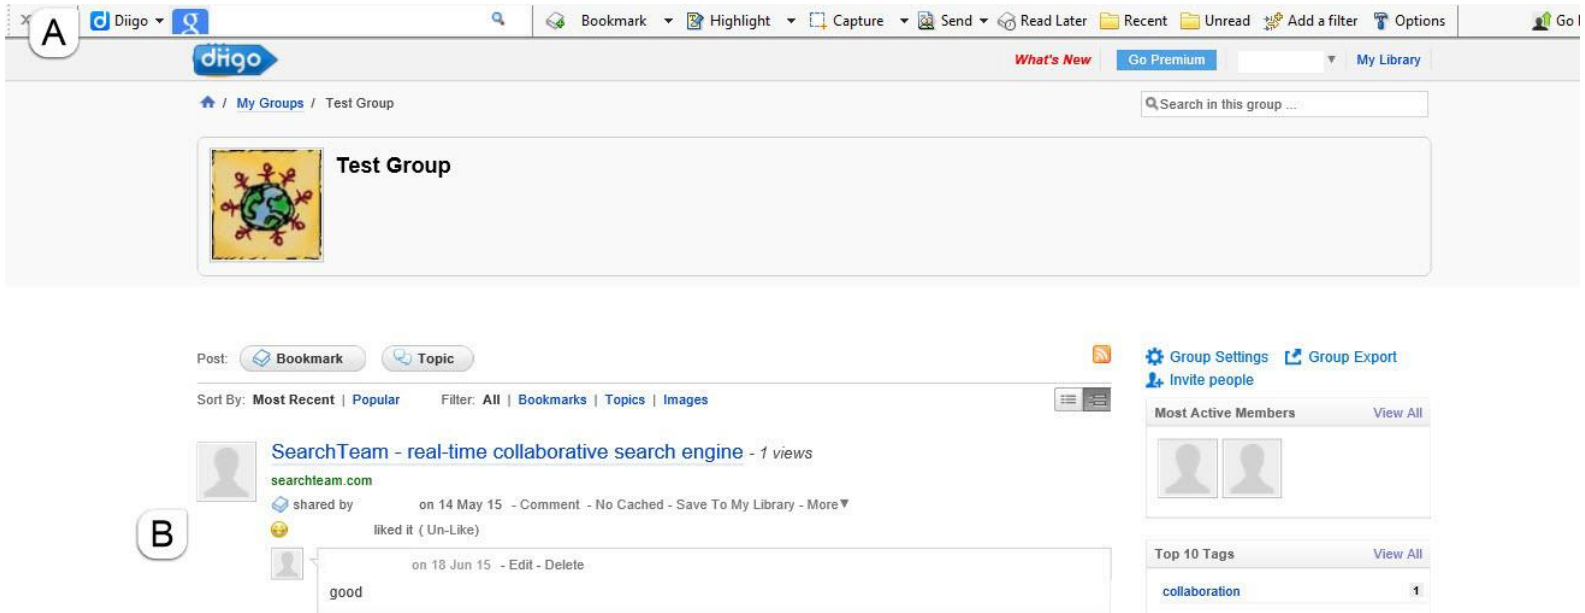 A Diigo Bookmark Highlight Capture Send Read Later Recent Unread Add a filter Options Go
diigo What's New Go Premium My Library
/ My Groups / Test Group Search in this group ...
Test Group
Post: Bookmark Topic
Group Settings Group Export
Invite people
Sort By: Most Recent | Popular Filter: All | Bookmarks | Topics | Images
Most Active Members View All
SearchTeam - real-time collaborative search engine - 1 views
searchteam.com
shared by on 14 May 15 - Comment - No Cached - Save To My Library - More
B
liked it ( Un-Like)
Top 10 Tags View All
on 18 Jun 15 - Edit - Delete
good
collaboration 1